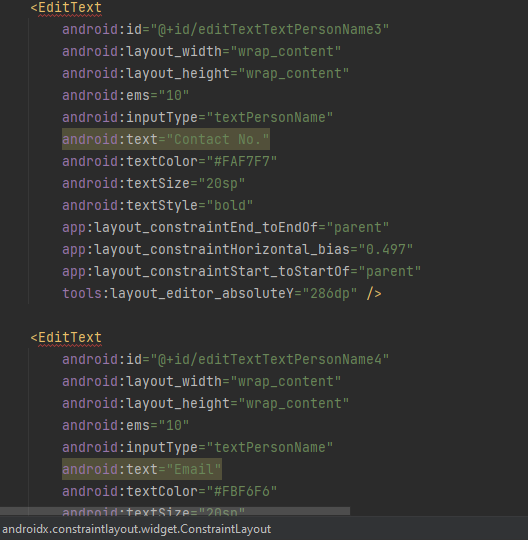 <EditText
android:id="@+id/editTextTextPersonName3"
android:layout_width="wrap_content"
android:layout_height="wrap_content"
android:ems="10"
android:inputType="textPersonName"
android:text="Contact No."
android:textColor="#FAF7F7"
android:textSize="20sp"
android:textStyle="bold"
app:layout_constraintEnd_toEndOf="parent"
app:layout_constraintHorizontal_bias="0.497"
app:layout_constraintStart_toStartOf="parent"
tools:layout_editor_absoluteY="286dp" />
<EditText
android:id="@+id/editTextTextPersonName4"
android:layout_width="wrap_content"
android:layout_height="wrap_content"
android:ems="10"
android:inputType="textPersonName"
android:text="Email"
android:textColor="#FBF6F6"
android:textSize="20sp"
androidx.constraintlayout.widget.ConstraintLayout